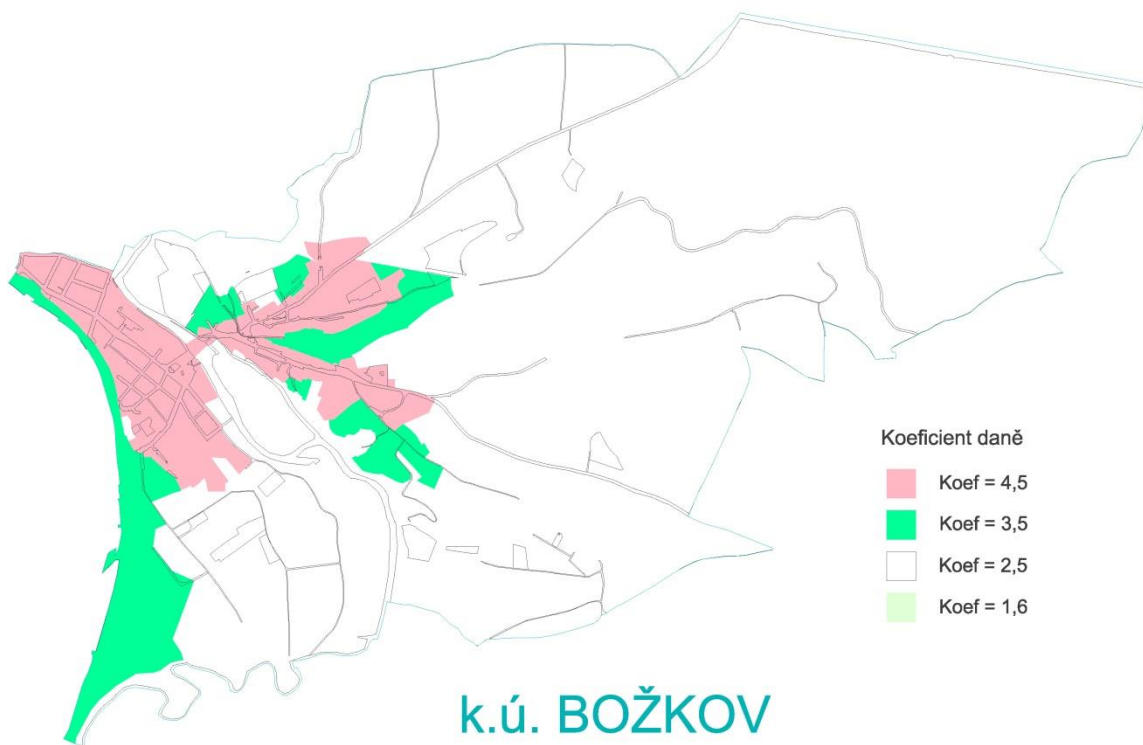 Koeficient daně
Koef = 4,5
Koef = 3,5
Koef = 2,5
Koef = 1,6
k.ú. BOŽKOV